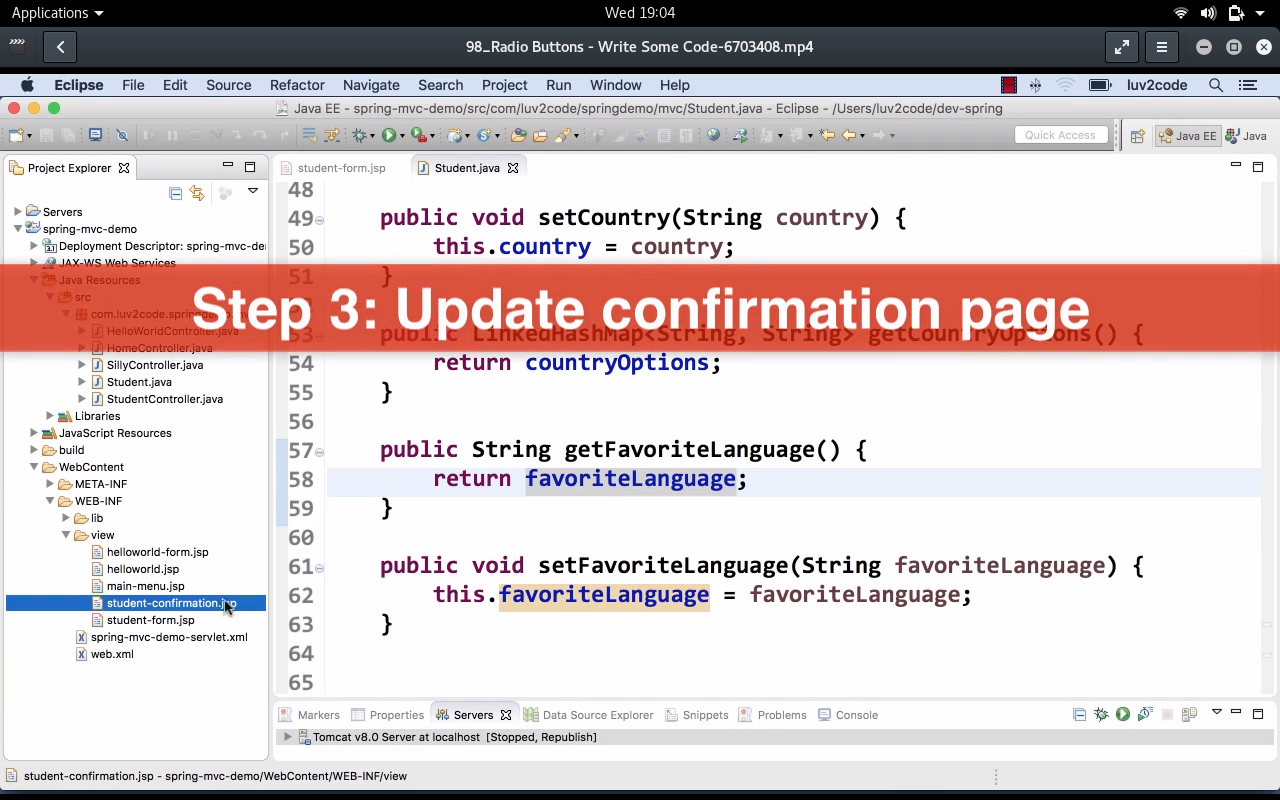 Applications
Wed 19:04
98_Radio Buttons - Write Some Code-6703408.mp4
Eclipse File Edit Source Refactor Navigate Search Project Run Window Help
luv2code
Java EE - spring-mvc-demo/src/com/luv2code/springdemo/mvc/Student.java - Eclipse - /Users/luv2code/dev-spring
Quick Access
Java EE
Java
Project Explorer
Servers
spring-mvc-demo
Deployment Descriptor: spring-mvc-de
JAX-WS Web Services
Java Resources
src
com.luv2code.springdemo.
HelloWorldController.java
HomeController.java
SillyController.java
Student.java
StudentController.java
Libraries
JavaScript Resources
build
WebContent
META-INF
WEB-INF
lib
view
helloworld-form.jsp
helloworld.jsp
main-menu.jsp
student-confirmation.jsp
student-form.jsp
spring-mvc-demo-servlet.xml
web.xml
student-form.jsp
Student.java
48
49 public void setCountry(String country) {
50 this.country = country;
51 }
Step 3: Update confirmation page
53 public LinkedHashMap<String, String> getCountryOptions() {
54 return countryOptions;
55 }
56
57 public String getFavoriteLanguage() {
58 return favoriteLanguage;
59 }
60
61 public void setFavoriteLanguage(String favoriteLanguage) {
62 this.favoriteLanguage = favoriteLanguage;
63 }
64
65
Markers Properties Servers Data Source Explorer Snippets Problems Console
Tomcat v8.0 Server at localhost [Stopped, Republish]
student-confirmation.jsp - spring-mvc-demo/WebContent/WEB-INF/view